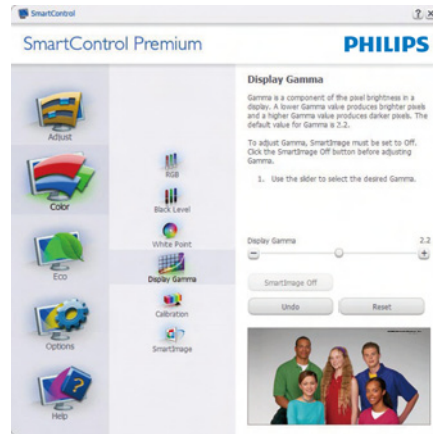 SmartControl
? x
SmartControl Premium
PHILIPS
Adjust
Color
Eco
Options
Help
RGB
Black Level
White Point
Display Gamma
Calibration
SmartImage
Display Gamma
Gamma is a component of the pixel brightness in a
display. A lower Gamma value produces brighter pixels
and a higher Gamma value produces darker pixels. The
default value for Gamma is 2.2.
To adjust Gamma, SmartImage must be set to Off.
Click the SmartImage Off button before adjusting
Gamma.
1. Use the slider to select the desired Gamma.
Display Gamma 2.2
SmartImage Off
Undo Reset